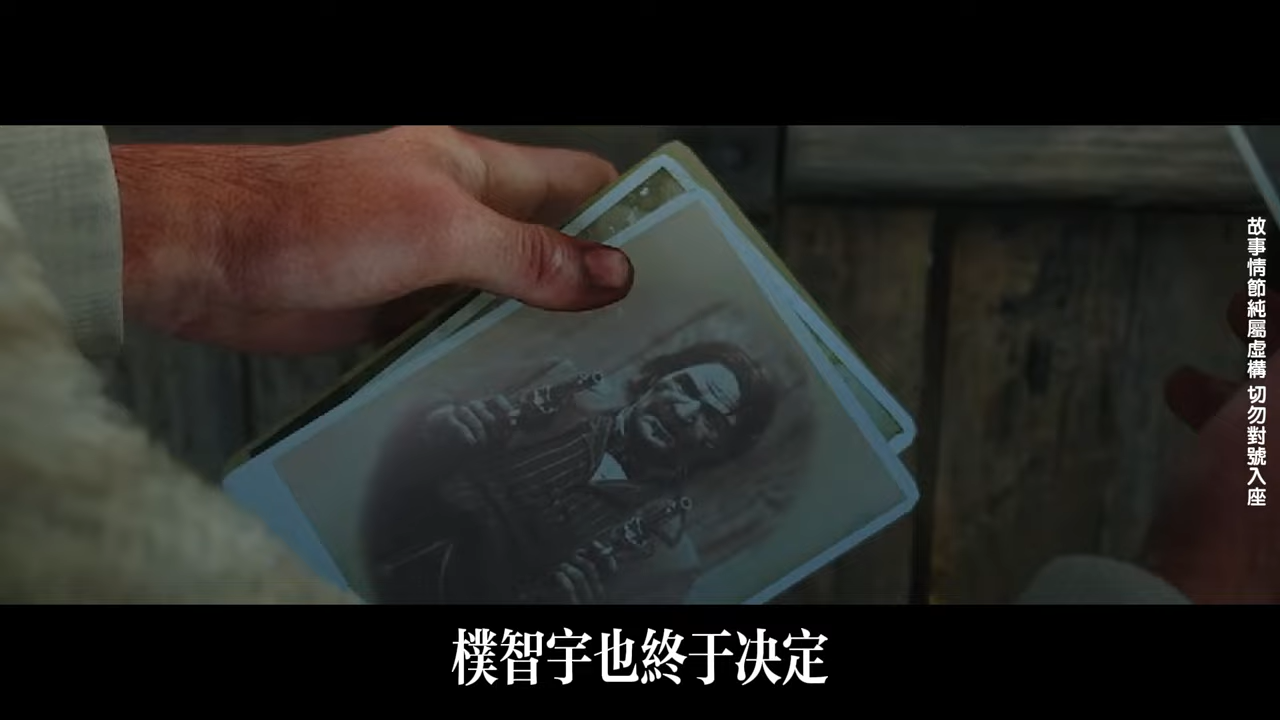 故事情節純屬虛構 切勿對號入座
樸智宇也終于决定